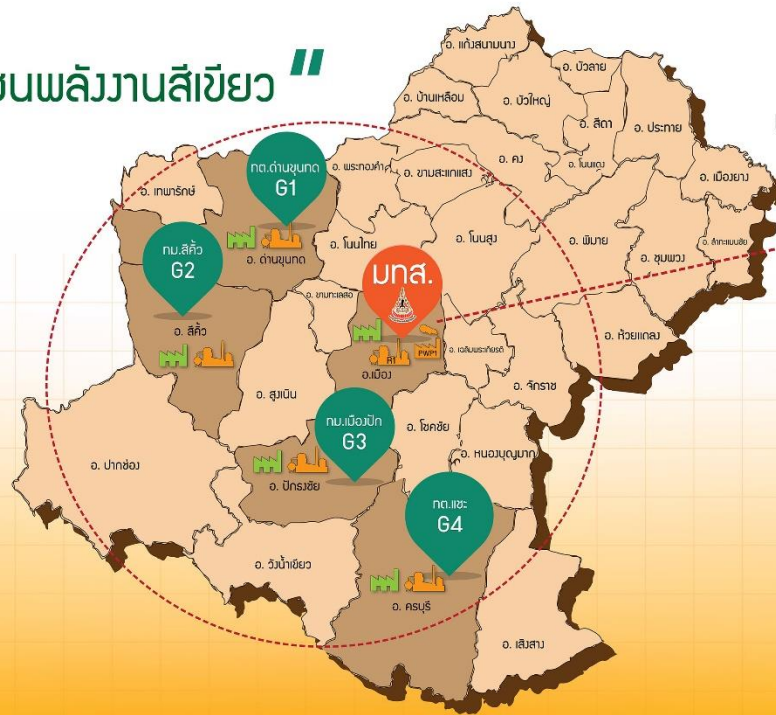 ชนพลังงานสีเขียว "
อ. แก้งสนามนาง
อ. บัวลาย
อ. บ้านเหลื่อม
อ. บัวใหญ่
อ. สีดา
อ. ประทาย
ทต.ด่านขุนทด
G1
อ. เทพารักษ์
อ. พระทองคำ
อ. ขามสะแกแสง
อ. คง
อ. โนนแดง
อ. เมืองยาง
อ. ด่านขุนทด
อ. โนนไทย
อ. โนนสูง
อ. พิมาย
อ. ชุมพวง
อ. ลำทะเมนชัย
ทม.สีคิ้ว
G2
มทส.
อ. ขามทะเลสอ
อ. สีคิ้ว
R1
PWP1
อ.เมือง
อ. เฉลิมพระเกียรติ
อ. ห้วยแถลง
อ. จักราช
อ. สูงเนิน
ทม.เมืองปัก
G3
อ. โชคชัย
อ. หนองบุญมาก
อ. ปากช่อง
อ. ปักธงชัย
ทต.แชะ
G4
อ. วังน้ำเขียว
อ. ครบุรี
อ. เสิงสาง